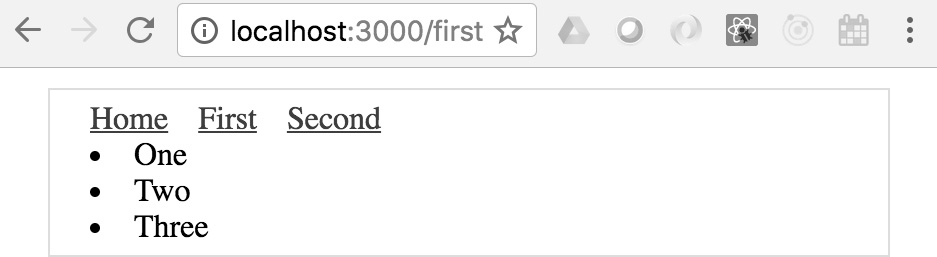 localhost:3000/first
Home First Second
One
Two
Three